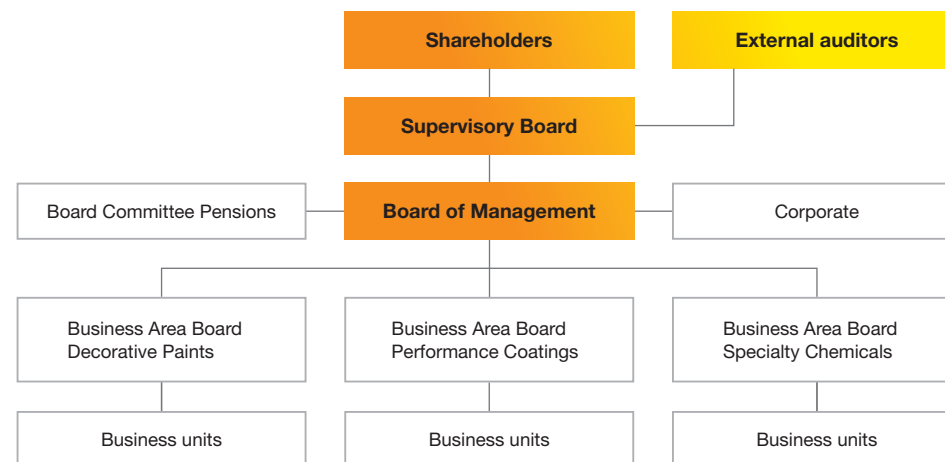 Shareholders
External auditors
Supervisory Board
Board Committee Pensions
Board of Management
Corporate
Business Area Board
Decorative Paints
Business Area Board
Performance Coatings
Business Area Board
Specialty Chemicals
Business units
Business units
Business units